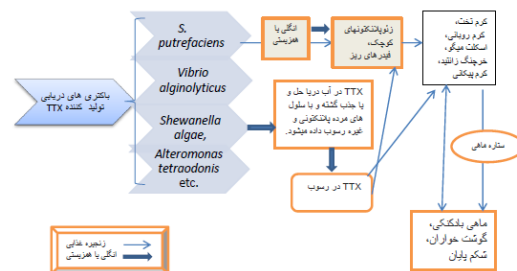 باکتری های دریایی
تولید کننده TTX
S.
putrefaciens
Vibrio
alginolyticus
Shewanella
algae,
Alteromonas
tetraodonis
etc.
انگلی یا
همزیستی
زئوپلانکتونهای
کوچک،
فیدرهای ریز
کرم تخت،
کرم روبانی،
اسکلت میگو،
خرچنگ زانتید،
کرم پیکانی
TTX در آب دریا حل و
یا جذب گشته و یا سلول
های مرده پلانکتونی و
غیره رسوب داده میشود.
TTX در رسوب
ستاره ماهی
ماهی بادکنکی،
گوشت خواران،
شکم پایان
زنجیره غذایی
انگلی یا همزیستی